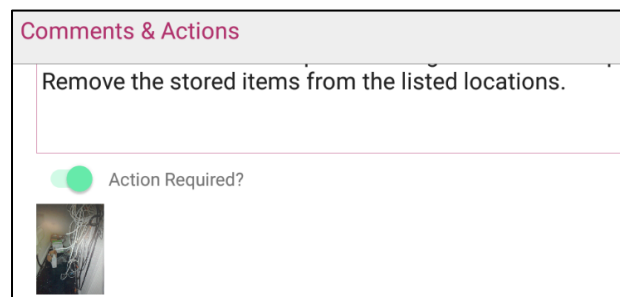 Comments & Actions
Remove the stored items from the listed locations.
Action Required?